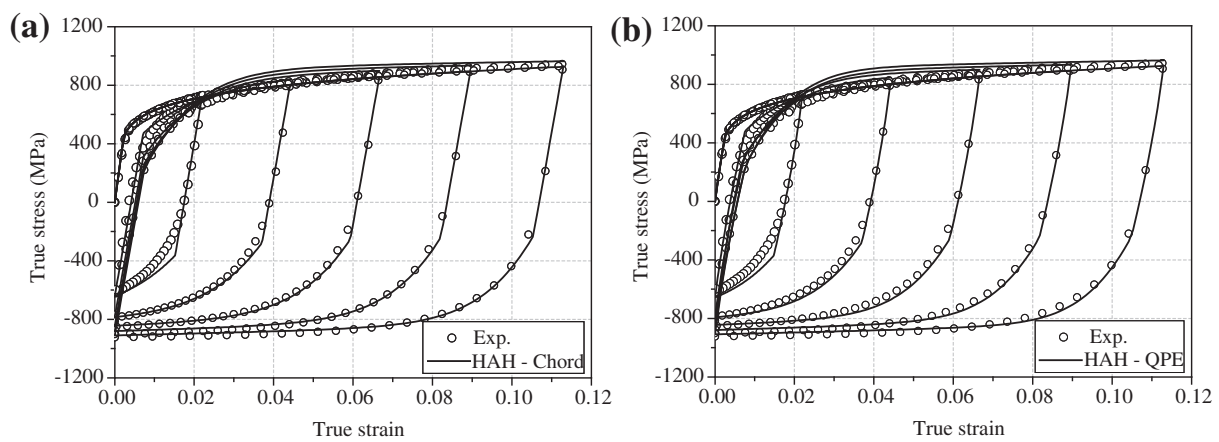 (a)
1200
800
400
0
-400
-800
-1200
True stress (MPa)
0.00 0.02 0.04 0.06 0.08 0.10 0.12
True strain
Exp.
HAH - Chord
(b)
1200
800
400
0
-400
-800
-1200
True stress (MPa)
0.00 0.02 0.04 0.06 0.08 0.10 0.12
True strain
Exp.
HAH - QPE